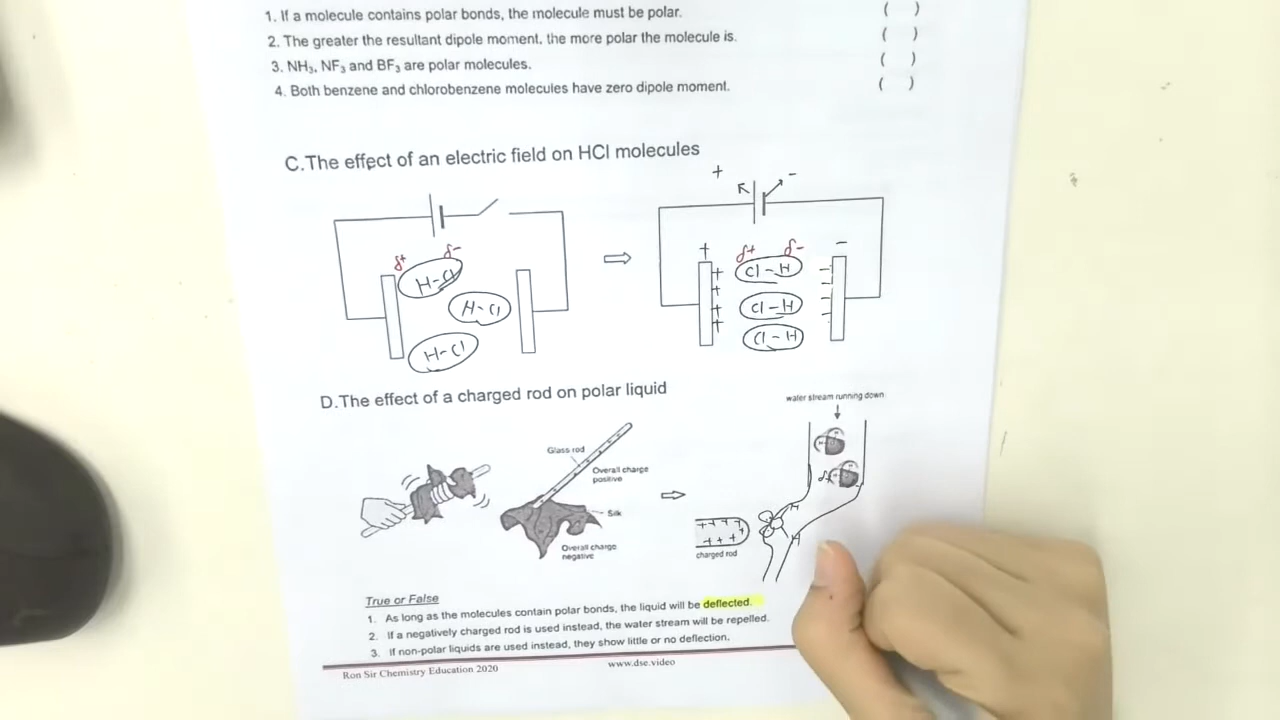 1. If a molecule contains polar bonds, the molecule must be polar. ( )
2. The greater the resultant dipole moment, the more polar the molecule is. ( )
3. NH₃, NF₃ and BF₃ are polar molecules. ( )
4. Both benzene and chlorobenzene molecules have zero dipole moment. ( )
C.The effect of an electric field on HCl molecules
+ -
+ δ+ δ- -
δ+ δ-
H-Cl
H-Cl
H-Cl
Cl-H
Cl-H
Cl-H
+ + + +
D.The effect of a charged rod on polar liquid
water stream running down
Glass rod
Overall charge
positive
Silk
Overall charge
negative
++++
+++
charged rod
H
H
True or False
1. As long as the molecules contain polar bonds, the liquid will be deflected.
2. If a negatively charged rod is used instead, the water stream will be repelled.
3. If non-polar liquids are used instead, they show little or no deflection.
Ron Sir Chemistry Education 2020
www.dse.video